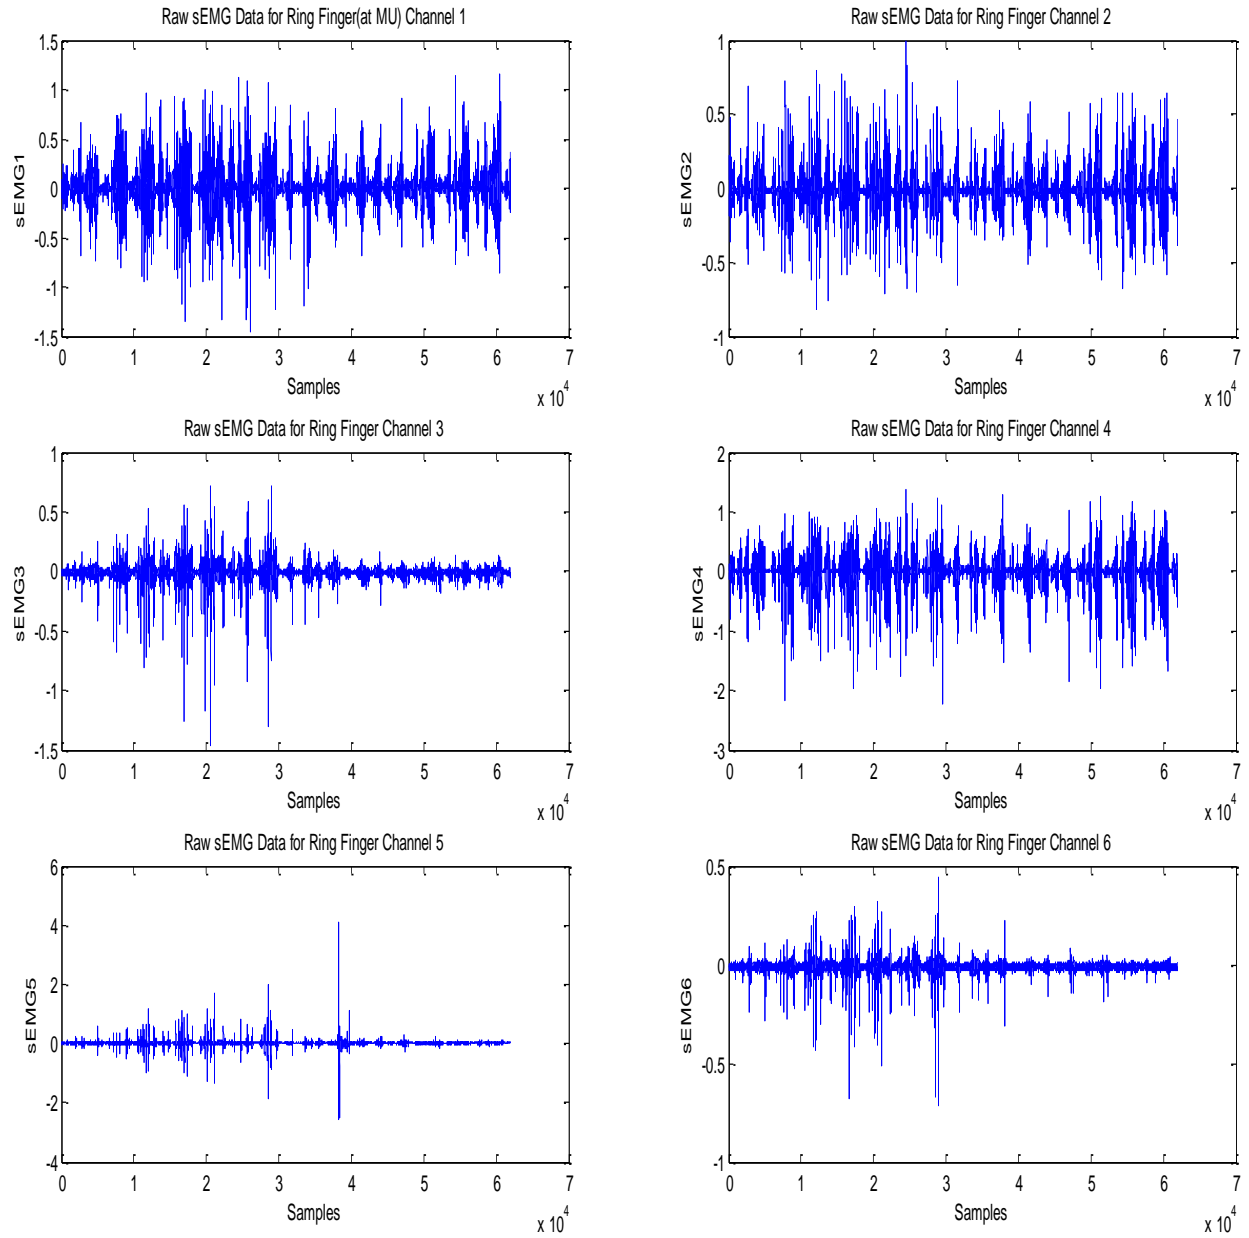 Raw sEMG Data for Ring Finger(at MU) Channel 1
1.5
1
0.5
0
-0.5
-1
-1.5
sEMG1
0 1 2 3 4 5 6 7
Samples
x 10^4
Raw sEMG Data for Ring Finger Channel 2
1
0.5
0
-0.5
-1
sEMG2
0 1 2 3 4 5 6 7
Samples
x 10^4
Raw sEMG Data for Ring Finger Channel 3
1
0.5
0
-0.5
-1
-1.5
sEMG3
0 1 2 3 4 5 6 7
Samples
x 10^4
Raw sEMG Data for Ring Finger Channel 4
2
1
0
-1
-2
-3
sEMG4
0 1 2 3 4 5 6 7
Samples
x 10^4
Raw sEMG Data for Ring Finger Channel 5
6
4
2
0
-2
-4
sEMG5
0 1 2 3 4 5 6 7
Samples
x 10^4
Raw sEMG Data for Ring Finger Channel 6
0.5
0
-0.5
-1
sEMG6
0 1 2 3 4 5 6 7
Samples
x 10^4